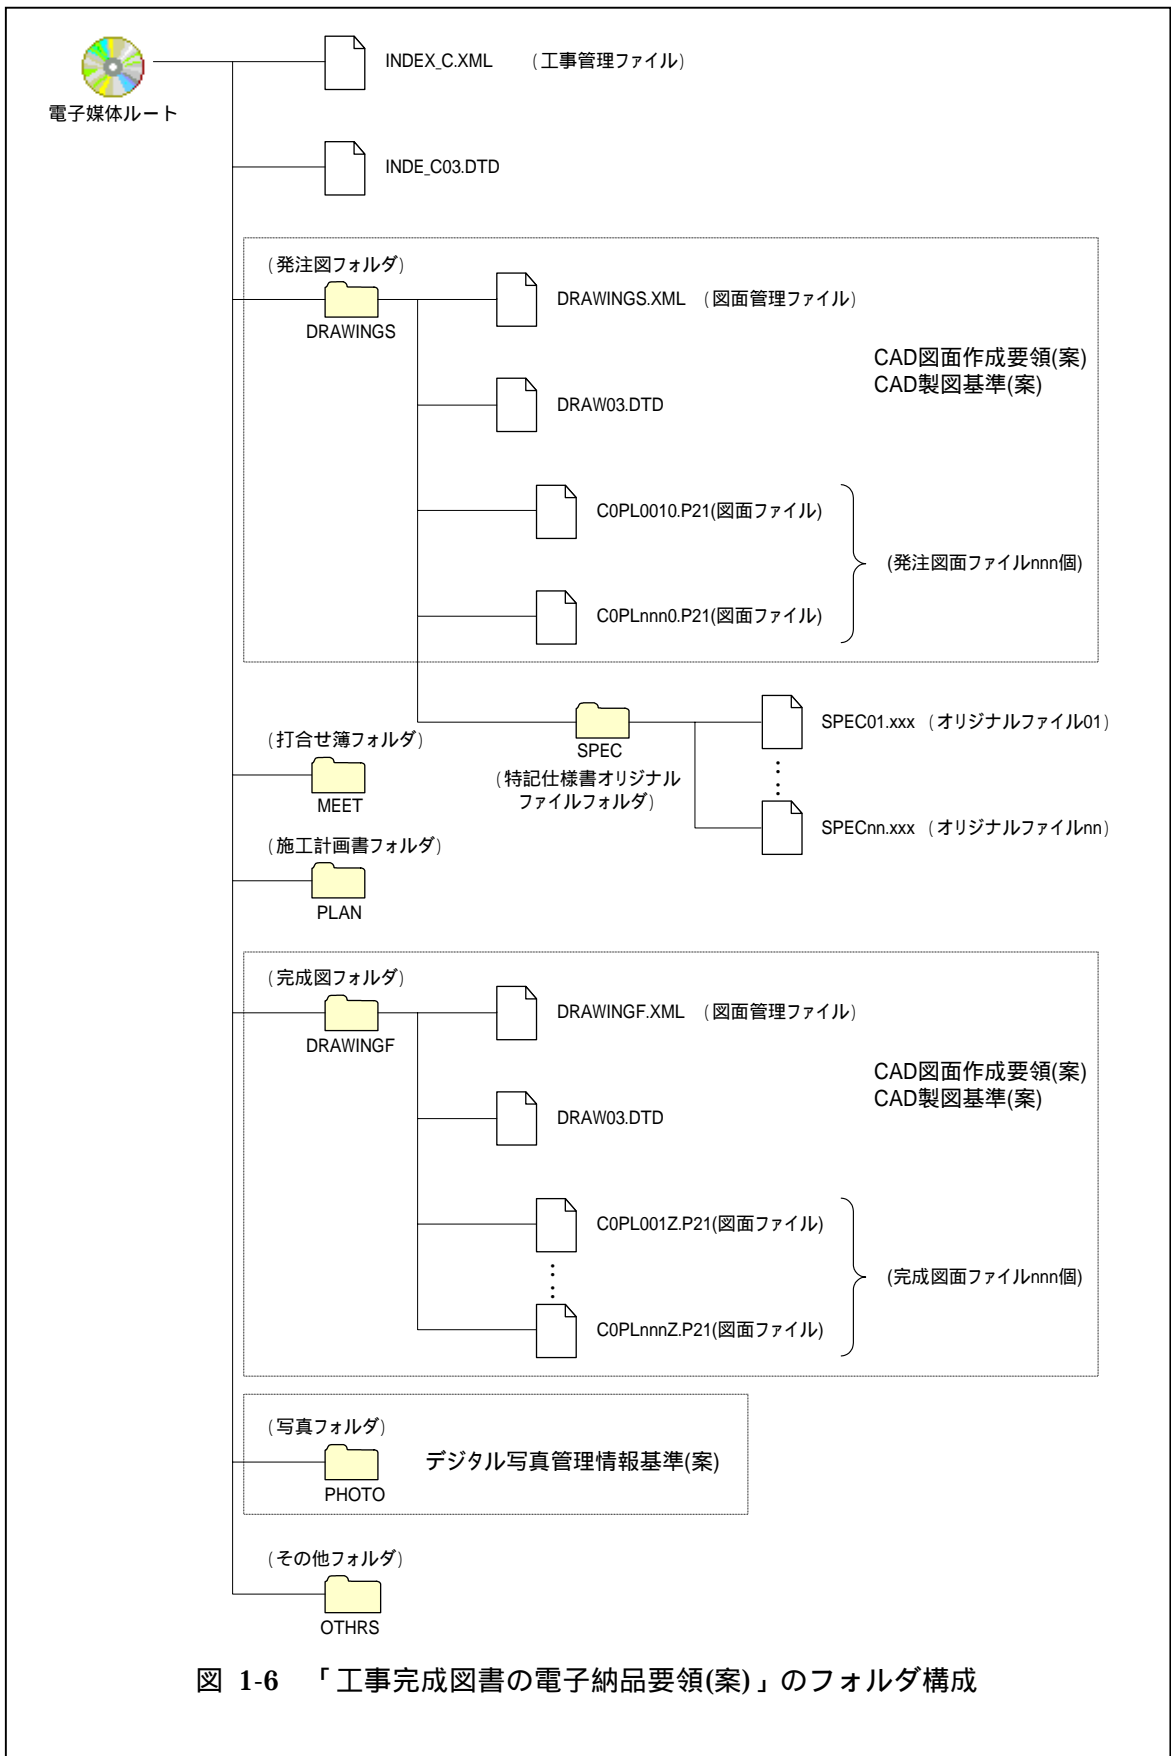 INDEX_C.XML (工事管理ファイル)
電子媒体ルート
INDE_C03.DTD
(発注図フォルダ)
DRAWINGS
DRAWINGS.XML (図面管理ファイル)
CAD図面作成要領(案)
CAD製図基準(案)
DRAW03.DTD
C0PL0010.P21(図面ファイル)
(発注図面ファイルnnn個)
C0PLnnn0.P21(図面ファイル)
SPEC
(特記仕様書オリジナル
ファイルフォルダ)
SPEC01.xxx (オリジナルファイル01)
SPECnn.xxx (オリジナルファイルnn)
(打合せ簿フォルダ)
MEET
(施工計画書フォルダ)
PLAN
(完成図フォルダ)
DRAWINGF
DRAWINGF.XML (図面管理ファイル)
CAD図面作成要領(案)
CAD製図基準(案)
DRAW03.DTD
C0PL001Z.P21(図面ファイル)
(完成図面ファイルnnn個)
C0PLnnnZ.P21(図面ファイル)
(写真フォルダ)
PHOTO
デジタル写真管理情報基準(案)
(その他フォルダ)
OTHRS
図 1-6 「工事完成図書の電子納品要領(案)」のフォルダ構成